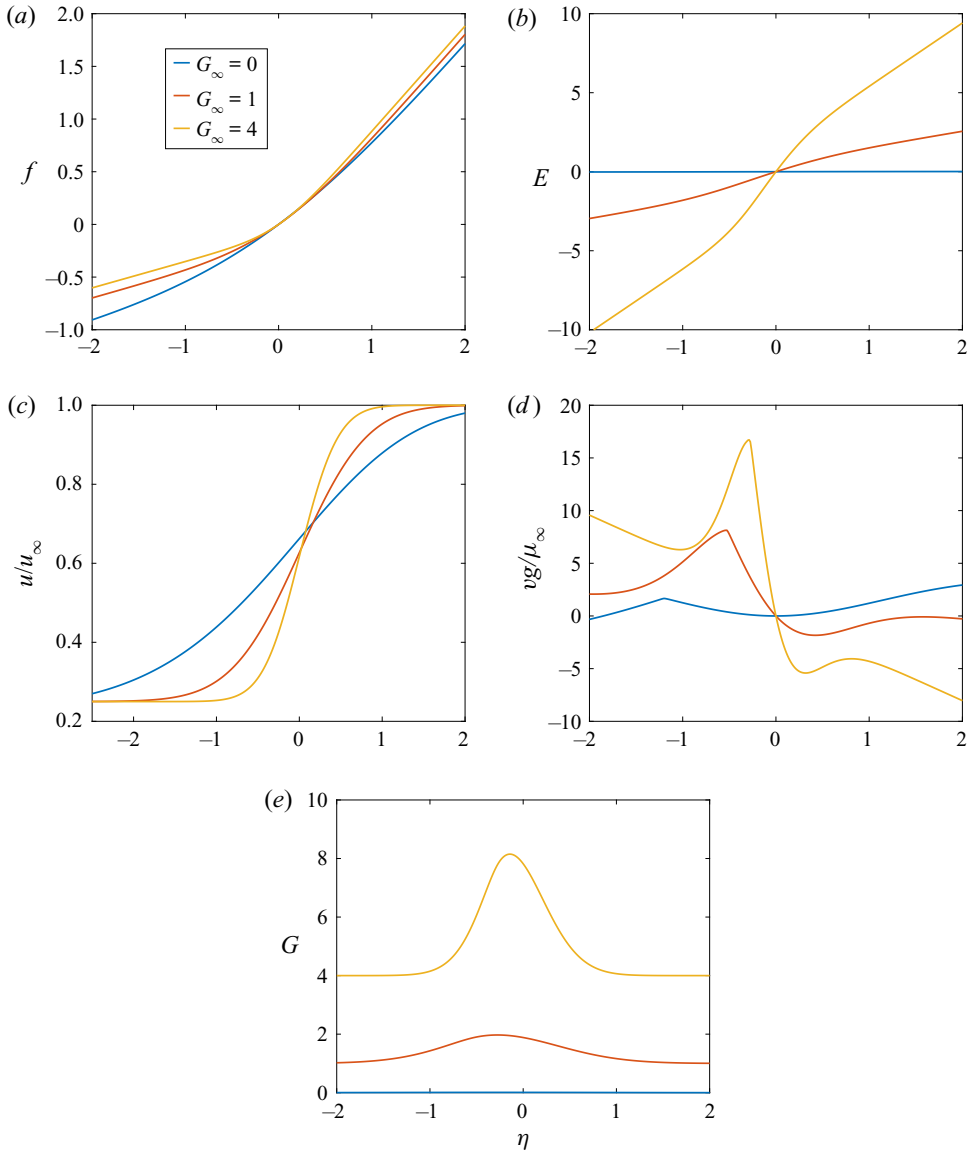 (a) (b)
2.0 10
G∞ = 0
G∞ = 1
G∞ = 4
1.5
5
1.0
f 0.5 E 0
0
–5
–0.5
–1.0 –10
–2 –1 0 1 2 –2 –1 0 1 2
(c) (d)
1.0 20
15
0.8
10
u/u∞ vg/μ∞
0.6 5
0
0.4
–5
0.2 –10
–2 –1 0 1 2 –2 –1 0 1 2
(e)
10
8
6
G
4
2
0
–2 –1 0 1 2
η